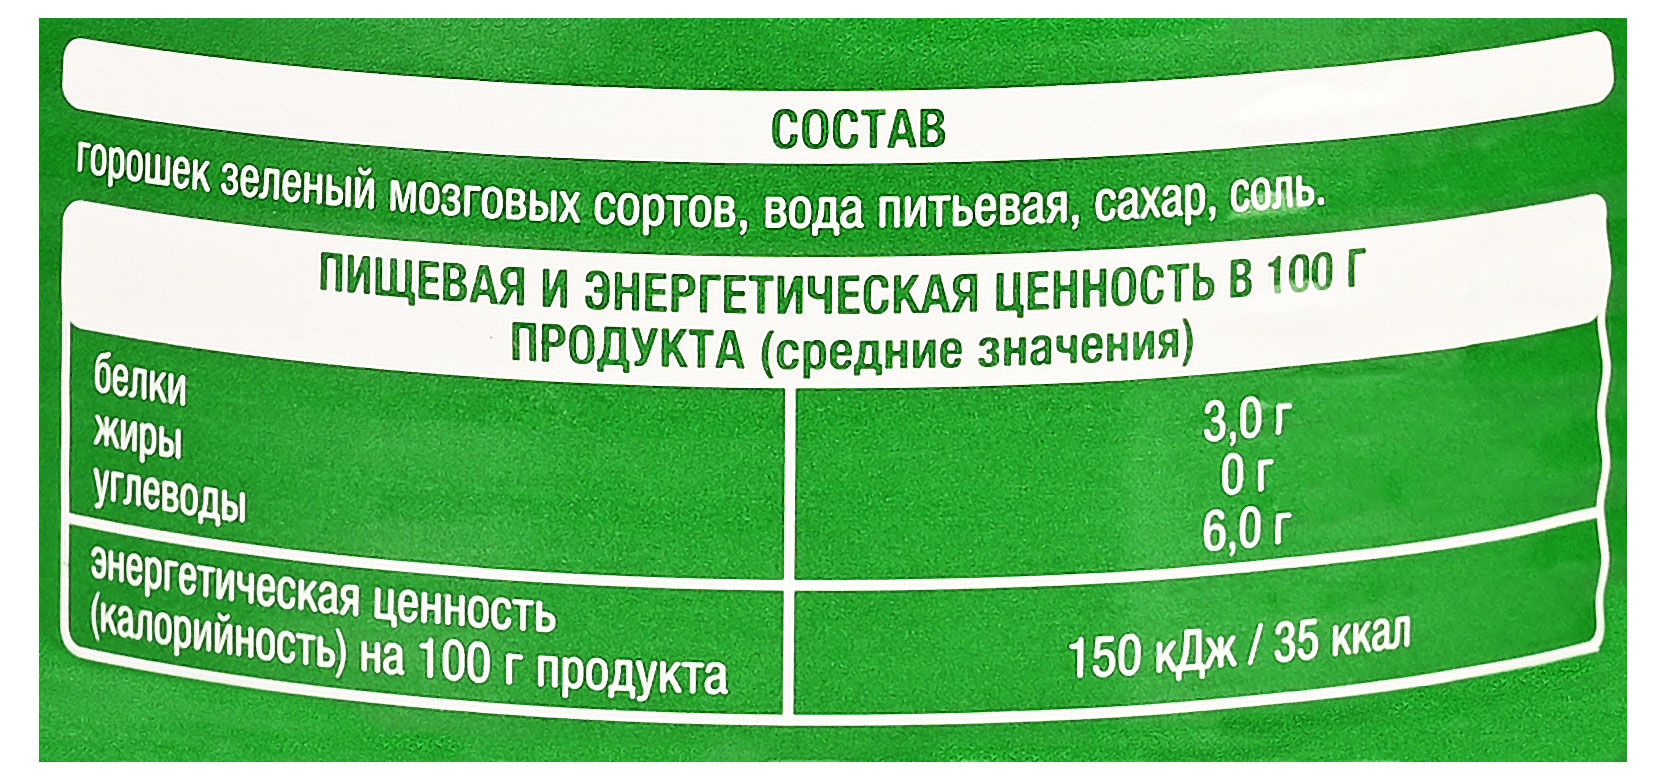 СОСТАВ
горошек зеленый мозговых сортов, вода питьевая, сахар, соль.
ПИЩЕВАЯ И ЭНЕРГЕТИЧЕСКАЯ ЦЕННОСТЬ В 100 Г
ПРОДУКТА (средние значения)
белки 3,0 г
жиры 0 г
углеводы 6,0 г
энергетическая ценность
(калорийность) на 100 г продукта 150 кДж / 35 ккал